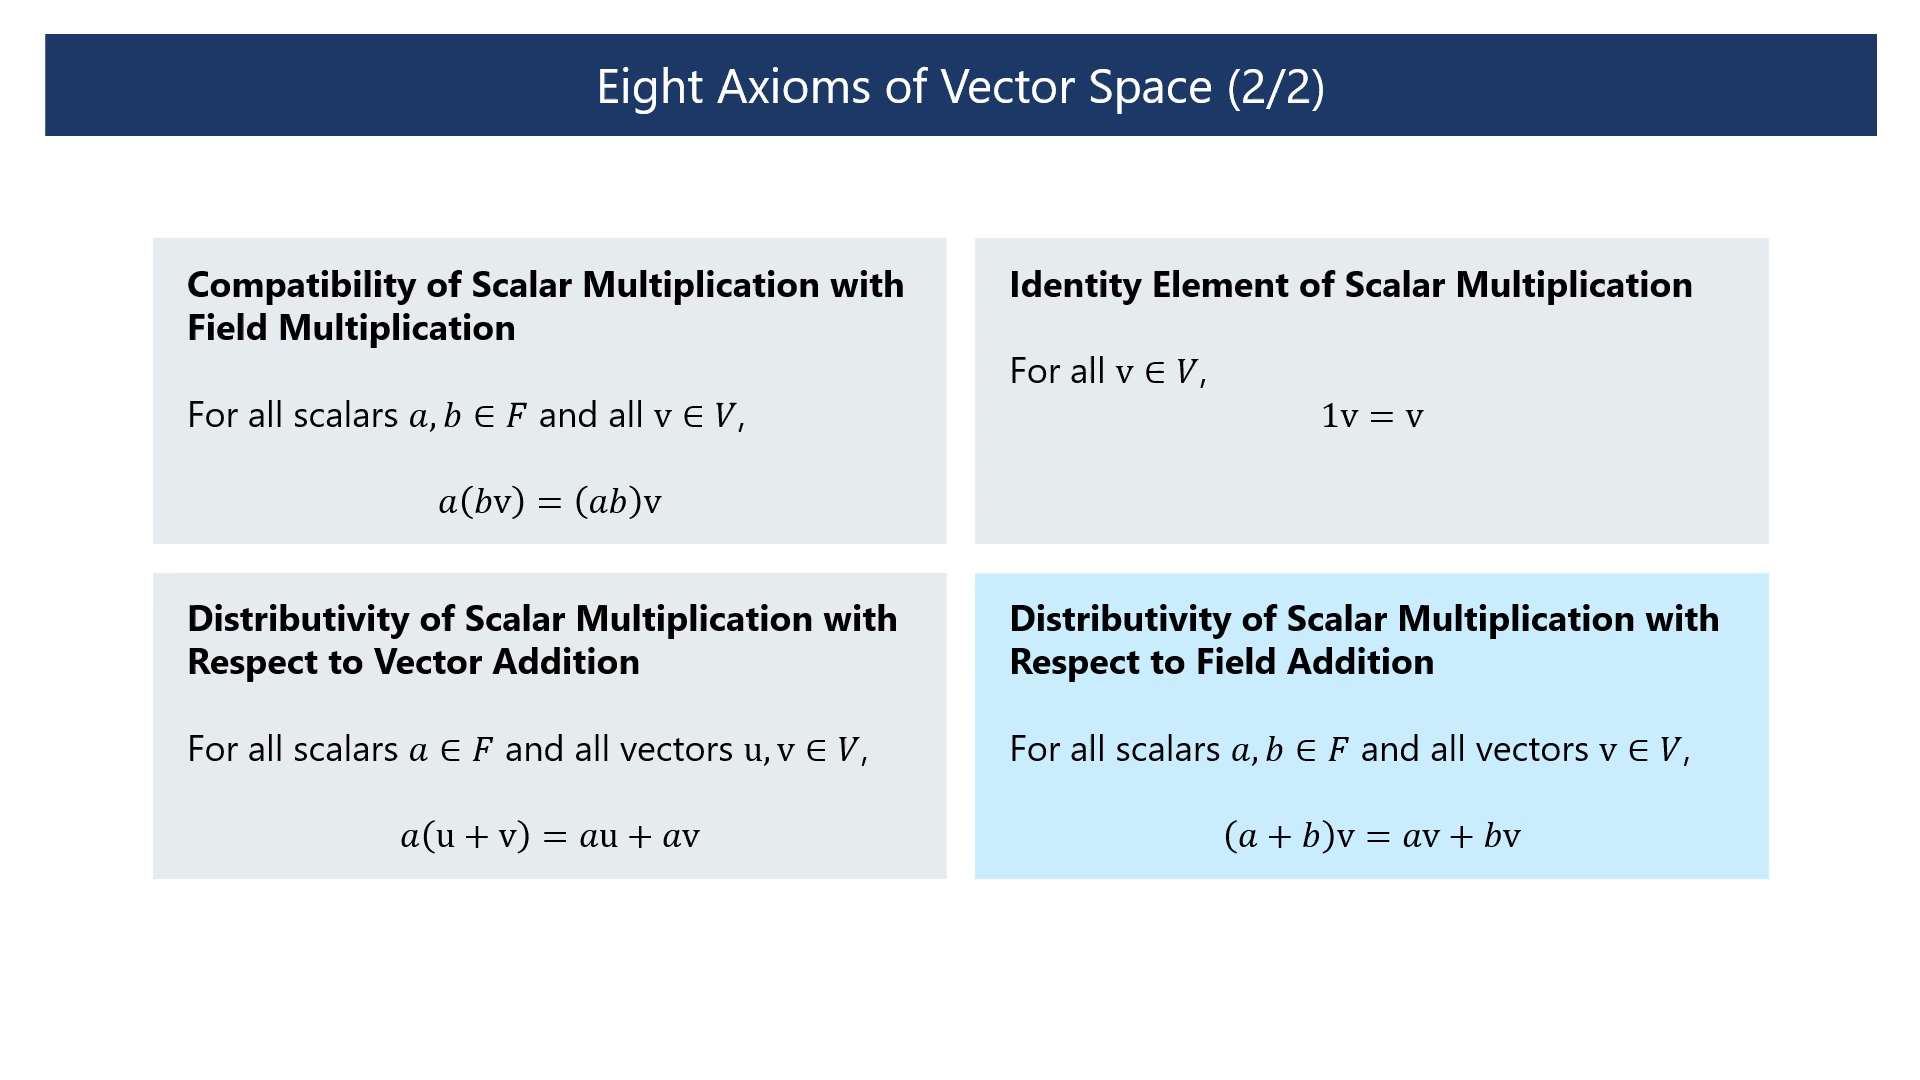 Eight Axioms of Vector Space (2/2)
Compatibility of Scalar Multiplication with
Field Multiplication
For all scalars 𝑎, 𝑏 ∈ 𝐹 and all v ∈ 𝑉,
𝑎(𝑏v) = (𝑎𝑏)v
Identity Element of Scalar Multiplication
For all v ∈ 𝑉,
1v = v
Distributivity of Scalar Multiplication with
Respect to Vector Addition
For all scalars 𝑎 ∈ 𝐹 and all vectors u, v ∈ 𝑉,
𝑎(u + v) = 𝑎u + 𝑎v
Distributivity of Scalar Multiplication with
Respect to Field Addition
For all scalars 𝑎, 𝑏 ∈ 𝐹 and all vectors v ∈ 𝑉,
(𝑎 + 𝑏)v = 𝑎v + 𝑏v